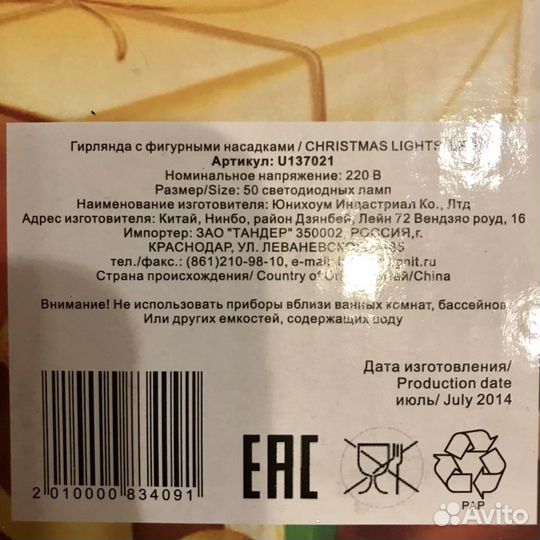 Гирлянда с фигурными насадками / CHRISTMAS LIGHTS
Артикул: U137021
Номинальное напряжение: 220 В
Размер/Size: 50 светодиодных ламп
Наименование изготовителя: Юнихоум Индастриал Ко., Лтд
Адрес изготовителя: Китай, Нинбо, район Дзянбей, Лейн 72 Вендзяо роуд, 16
Импортер: ЗАО "ТАНДЕР" 350002, РОССИЯ,г.
КРАСНОДАР, УЛ. ЛЕВАНЕВСКОГО, 185
тел./факс.: (861)210-98-10, e-mail:
Страна происхождения/ Country of Китай/China
Внимание! Не использовать приборы вблизи ванных комнат, бассейнов
Или других емкостей, содержащих воду
Дата изготовления/
Production date
июль/ July 2014
2 010000 834091
EAC
PAP
Avito